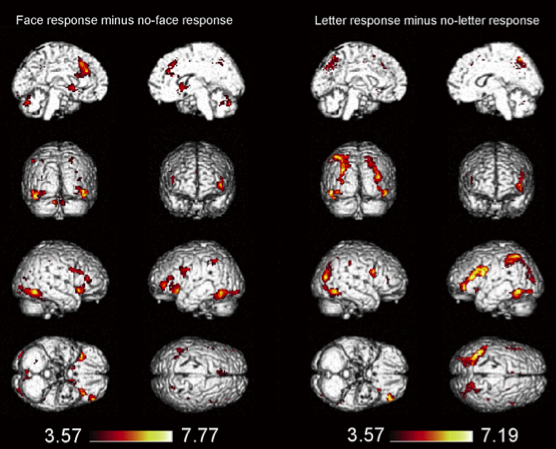 Face response minus no-face response
Letter response minus no-letter response
3.57 7.77
3.57 7.19